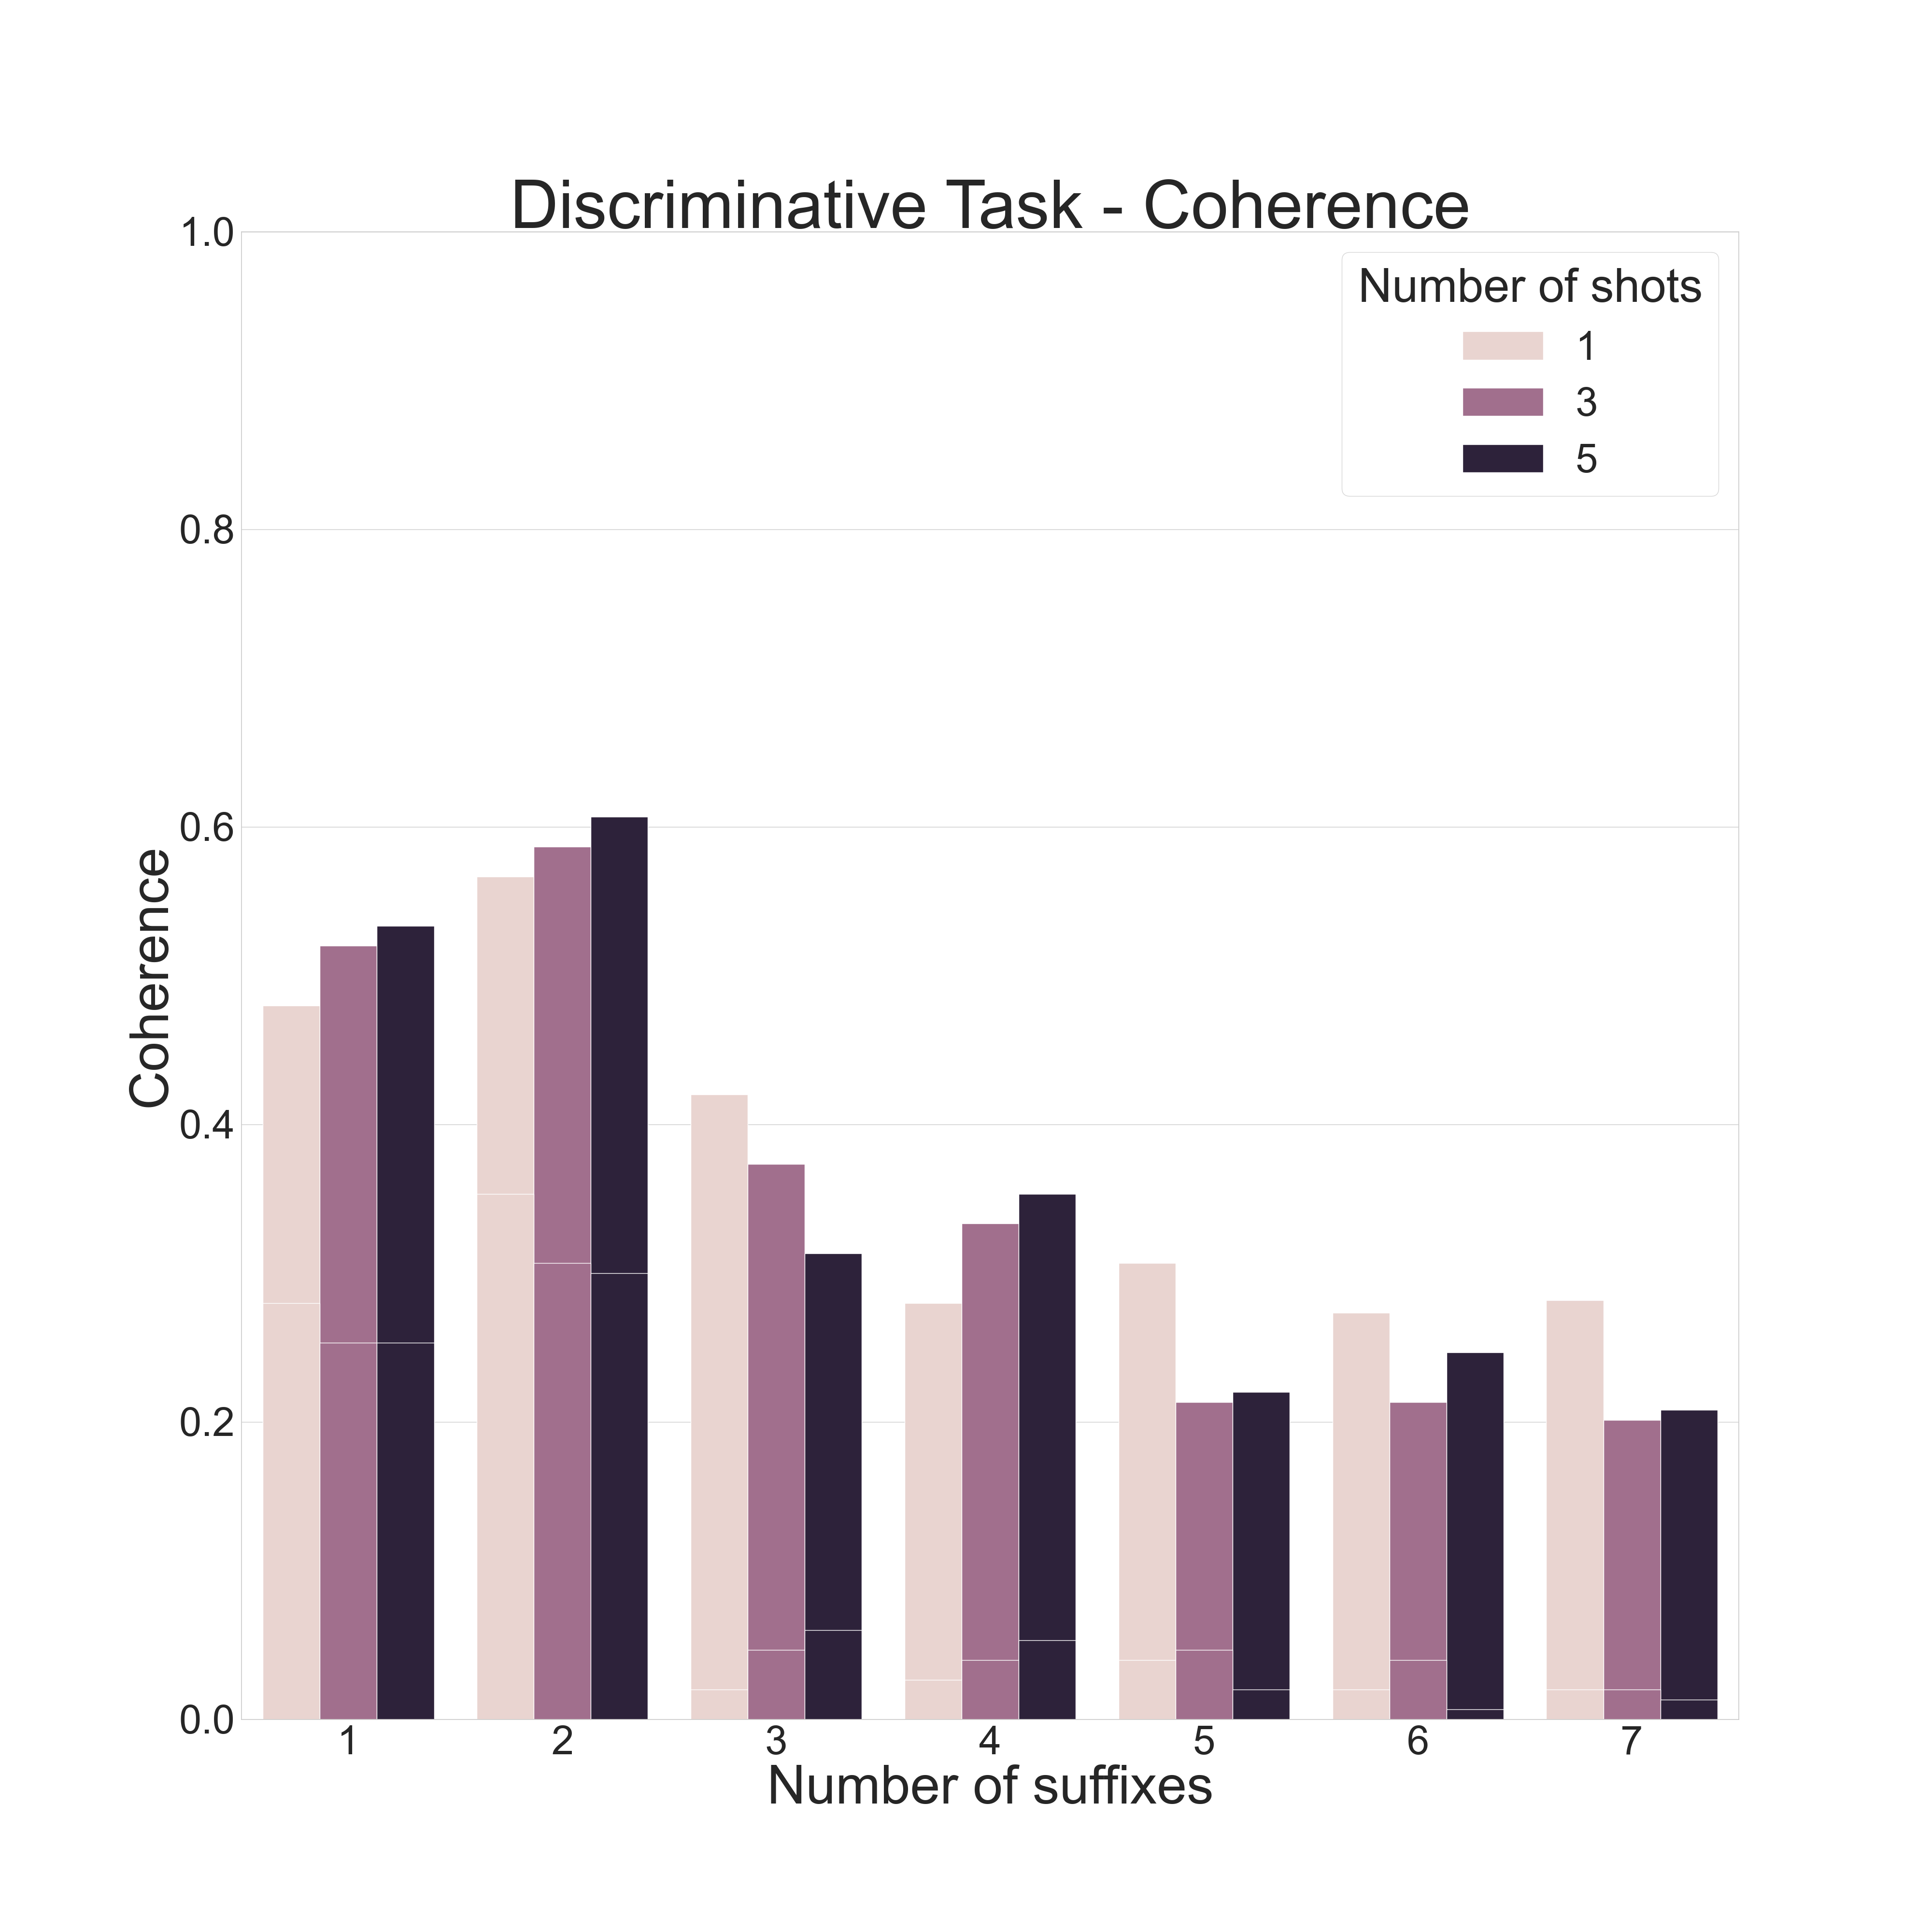 Discriminative Task - Coherence
1.0
0.8
0.6
0.4
0.2
0.0
Coherence
Number of shots
1
3
5
1 2 3 4 5 6 7
Number of suffixes